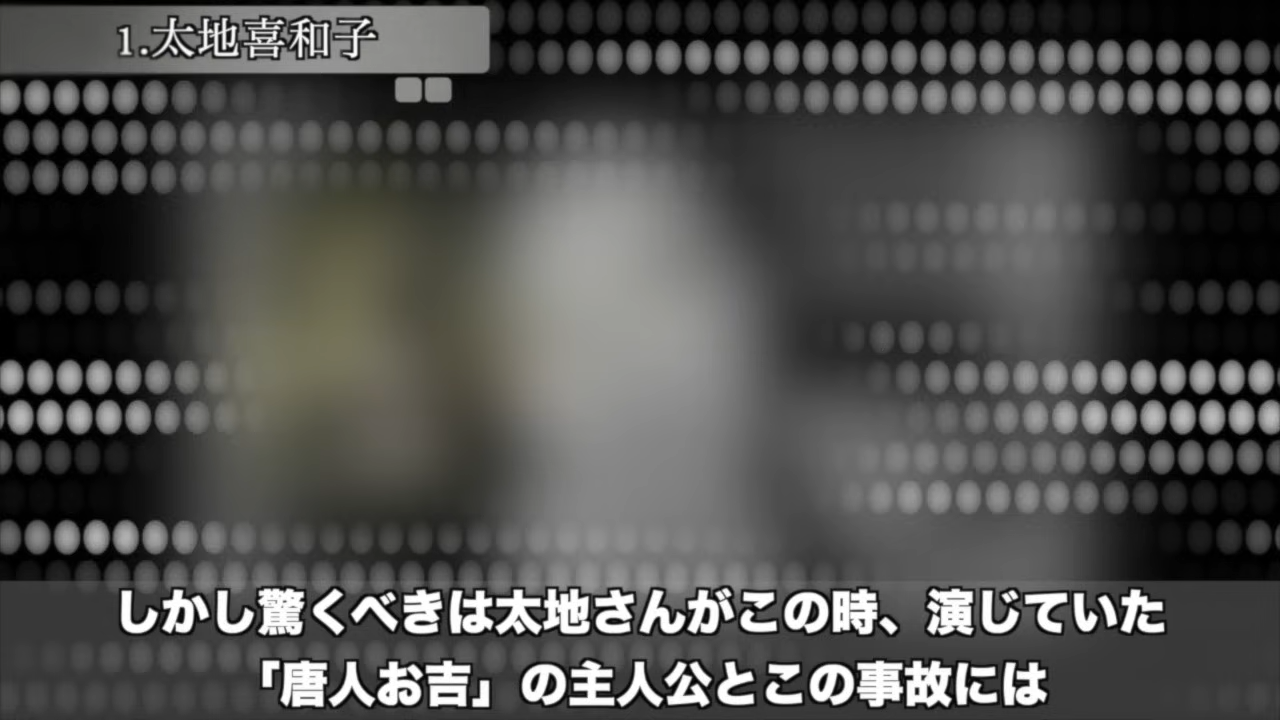 1.太地喜和子
しかし驚くべきは太地さんがこの時、演じていた
「唐人お吉」の主人公とこの事故には